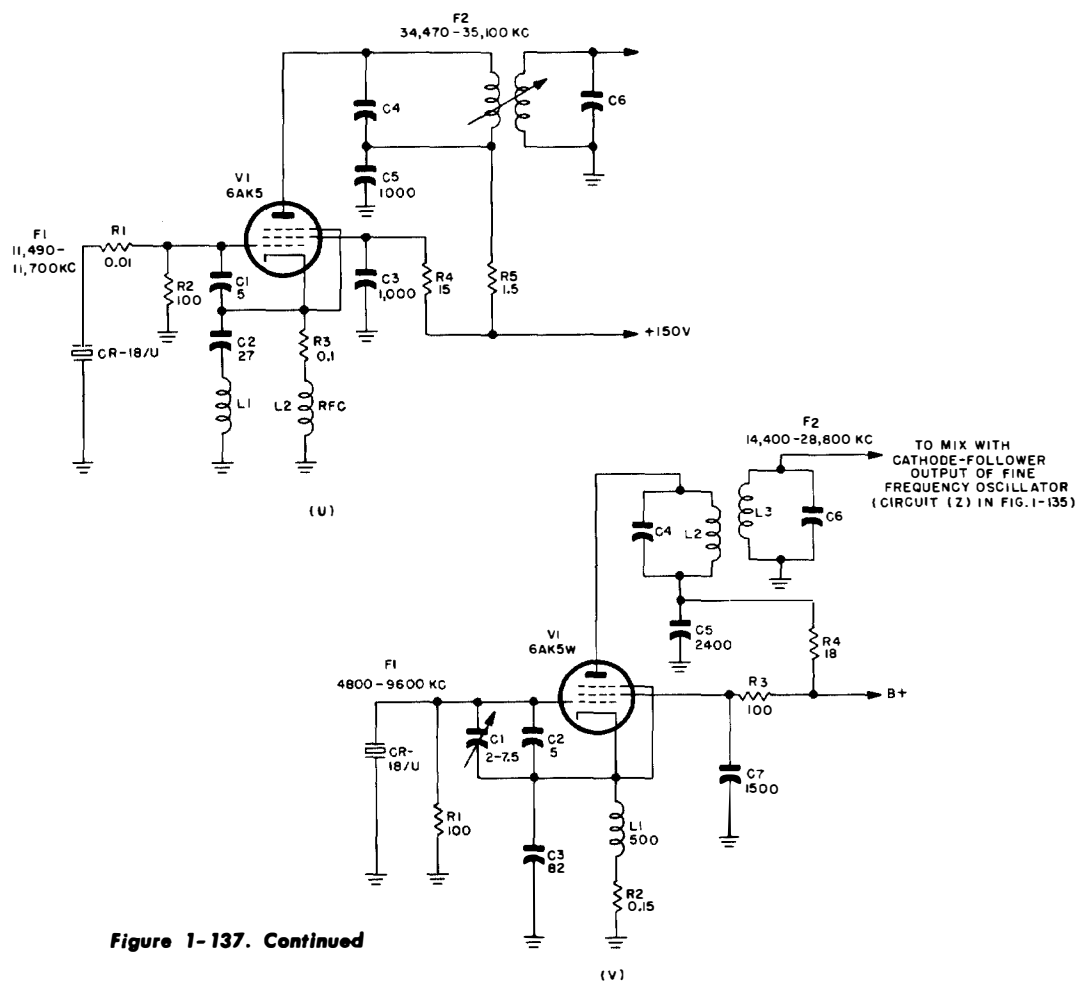 F2
34,470-35,100 KC
C4
C6
C5
1000
V1
6AK5
F1
11,490-
11,700KC
R1
0.01
R2
100
C1
5
C3
1,000
R4
15
R5
1.5
+150V
C2
27
R3
0.1
CR-18/U
L1
L2
RFC
(U)
F2
14,400-28,800 KC
TO MIX WITH
CATHODE-FOLLOWER
OUTPUT OF FINE
FREQUENCY OSCILLATOR
(CIRCUIT (Z) IN FIG. 1-135)
C4
L2
L3
C6
C5
2400
R4
18
V1
6AK5W
F1
4800-9600 KC
R3
100
B+
CR-
18/U
C1
2-7.5
C2
5
C7
1500
R1
100
L1
500
C3
82
R2
0.15
Figure 1-137. Continued
(V)